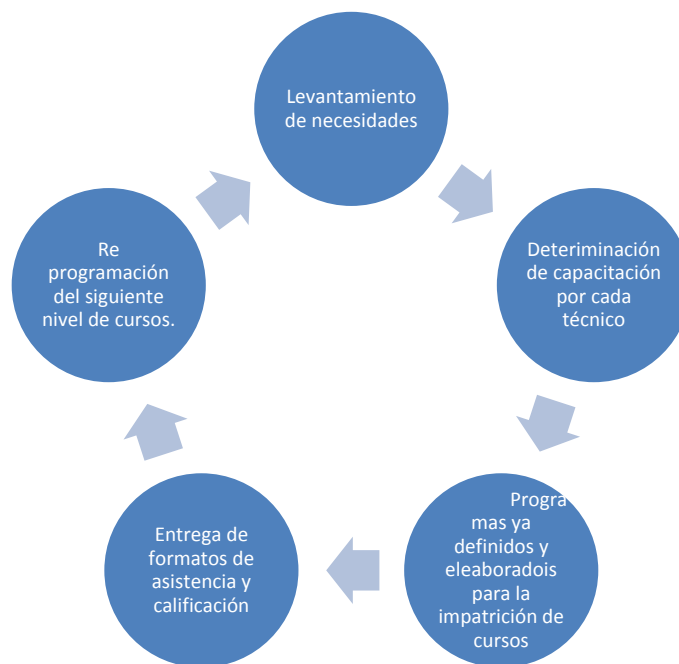 Levantamiento
de necesidades
Deteriminación
de capacitación
por cada
técnico
Progra
mas ya
definidos y
eleaboradois
para la
impatrición de
cursos
Entrega de
formatos de
asistencia y
calificación
Re
programación
del siguiente
nivel de cursos.